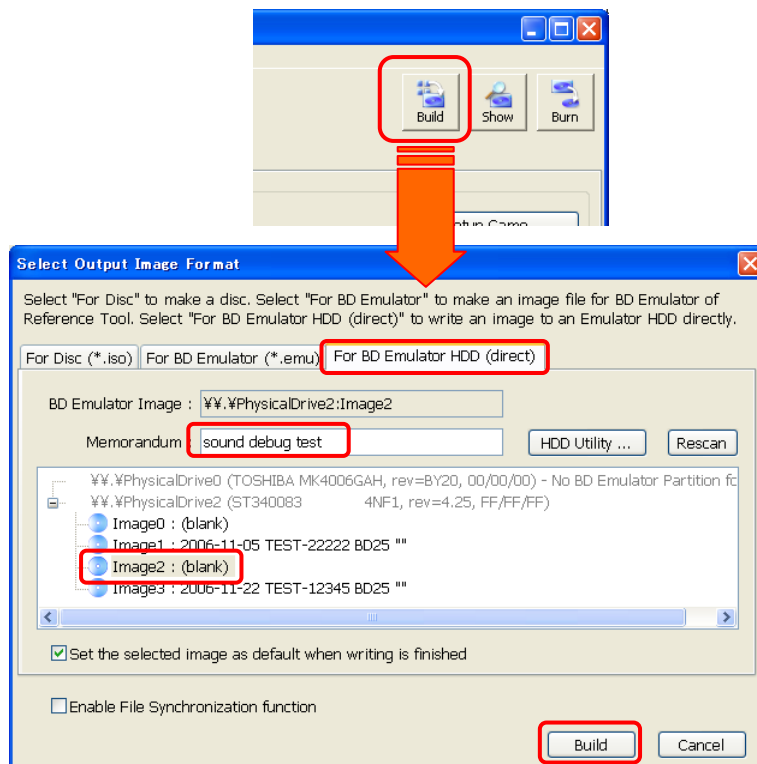 Build
Show
Burn
Select Output Image Format
Select "For Disc" to make a disc. Select "For BD Emulator" to make an image file for BD Emulator of
Reference Tool. Select "For BD Emulator HDD (direct)" to write an image to an Emulator HDD directly.
For Disc (*.iso)
For BD Emulator (*.emu)
For BD Emulator HDD (direct)
BD Emulator Image : ¥¥.¥PhysicalDrive2:Image2
Memorandum : sound debug test
HDD Utility ...
Rescan
¥¥.¥PhysicalDrive0 (TOSHIBA MK4006GAH, rev=BY20, 00/00/00) - No BD Emulator Partition fc
¥¥.¥PhysicalDrive2 (ST340083 4NF1, rev=4.25, FF/FF/FF)
Image0 : (blank)
Image1 : 2006-11-05 TEST-22222 BD25 ""
Image2 : (blank)
Image3 : 2006-11-22 TEST-12345 BD25 ""
Set the selected image as default when writing is finished
Enable File Synchronization function
Build
Cancel